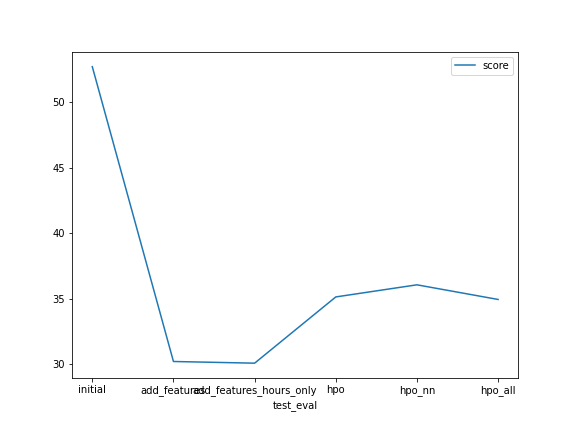 score
50
45
40
35
30
initial add_features add_features_hours_only hpo hpo_nn hpo_all
test_eval